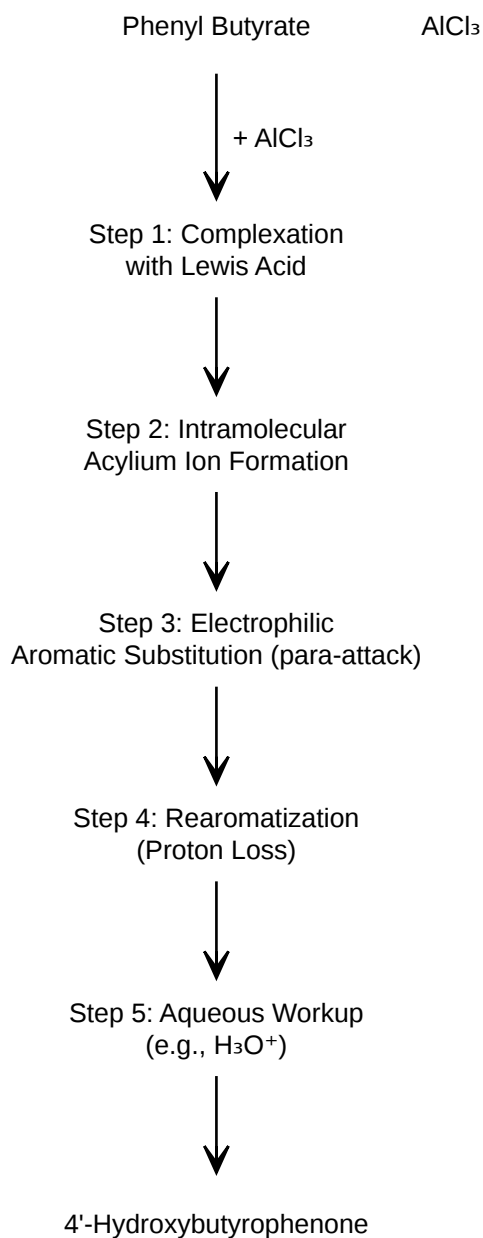 Phenyl Butyrate
AlCl₃
+ AlCl₃
Step 1: Complexation
with Lewis Acid
Step 2: Intramolecular
Acylium Ion Formation
Step 3: Electrophilic
Aromatic Substitution (para-attack)
Step 4: Rearomatization
(Proton Loss)
Step 5: Aqueous Workup
(e.g., H₃O⁺)
4'-Hydroxybutyrophenone